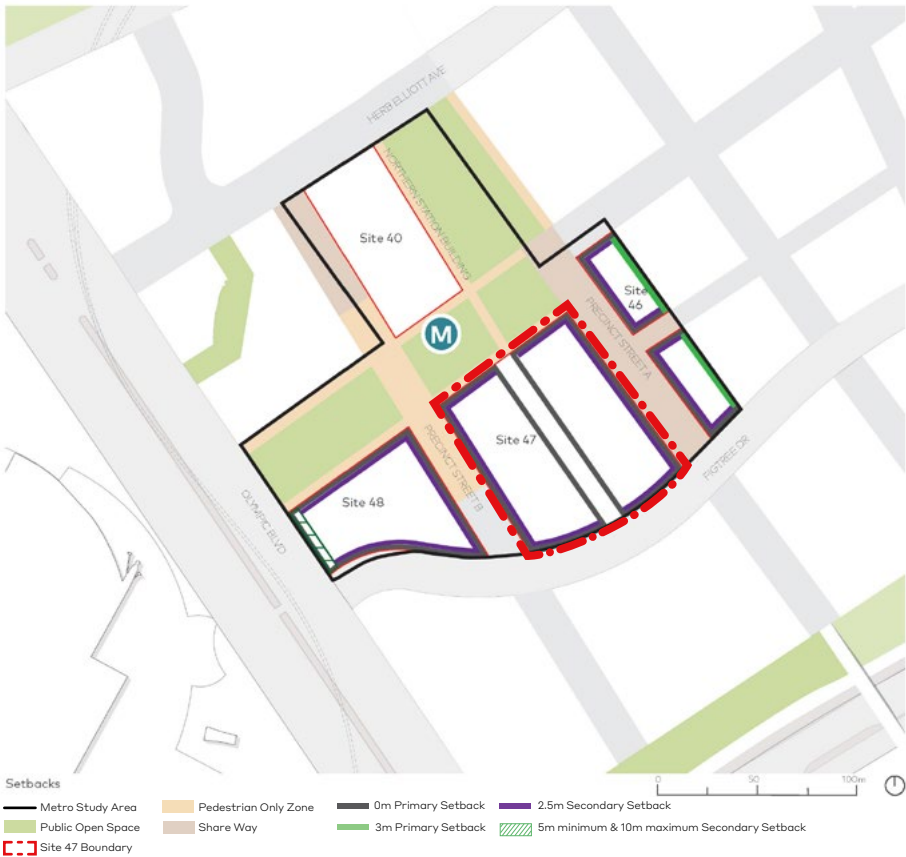 HERB ELLIOTT AVE
NORTHERN STATION BUILDING
Site 40
Site
46
M
PRECINCT STREET A
Site 47
PRECINCT STREET B
FIGTREE DR
Site 48
OLYMPIC BLVD
Setbacks
0 50 100m
Metro Study Area
Pedestrian Only Zone
0m Primary Setback
2.5m Secondary Setback
Public Open Space
Share Way
3m Primary Setback
5m minimum & 10m maximum Secondary Setback
Site 47 Boundary